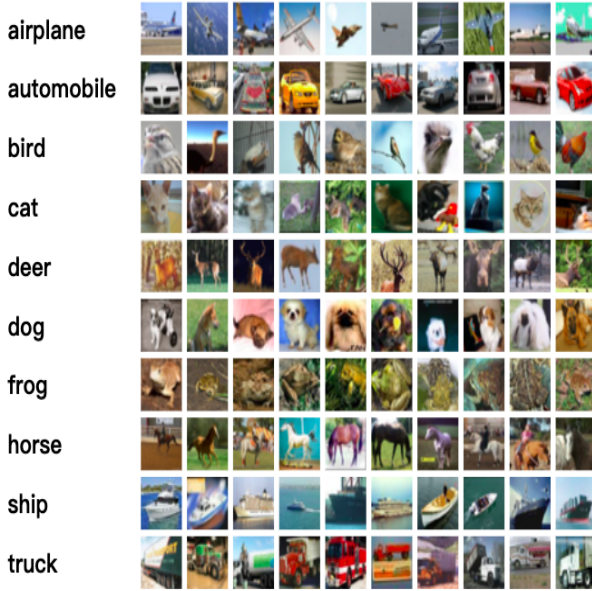 airplane
automobile
bird
cat
deer
dog
frog
horse
ship
truck